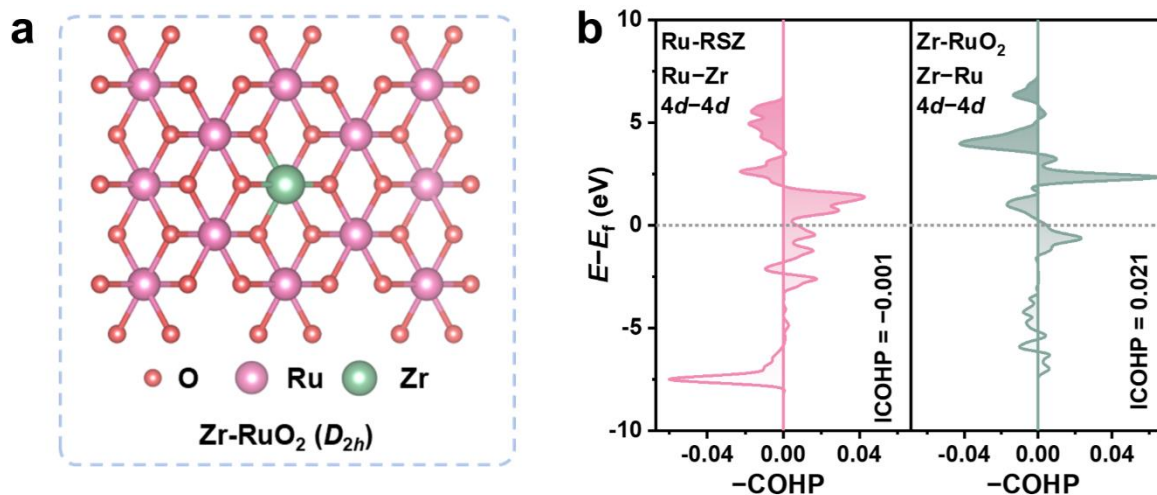 a
O Ru Zr
Zr-RuO₂ (D₂ₕ)
b
Ru-RSZ
Ru−Zr
4d−4d
Zr-RuO₂
Zr−Ru
4d−4d
10
5
0
-5
-10
E−E_f (eV)
ICOHP = −0.001
ICOHP = 0.021
-0.04 0.00 0.04
-0.04 0.00 0.04
−COHP
−COHP